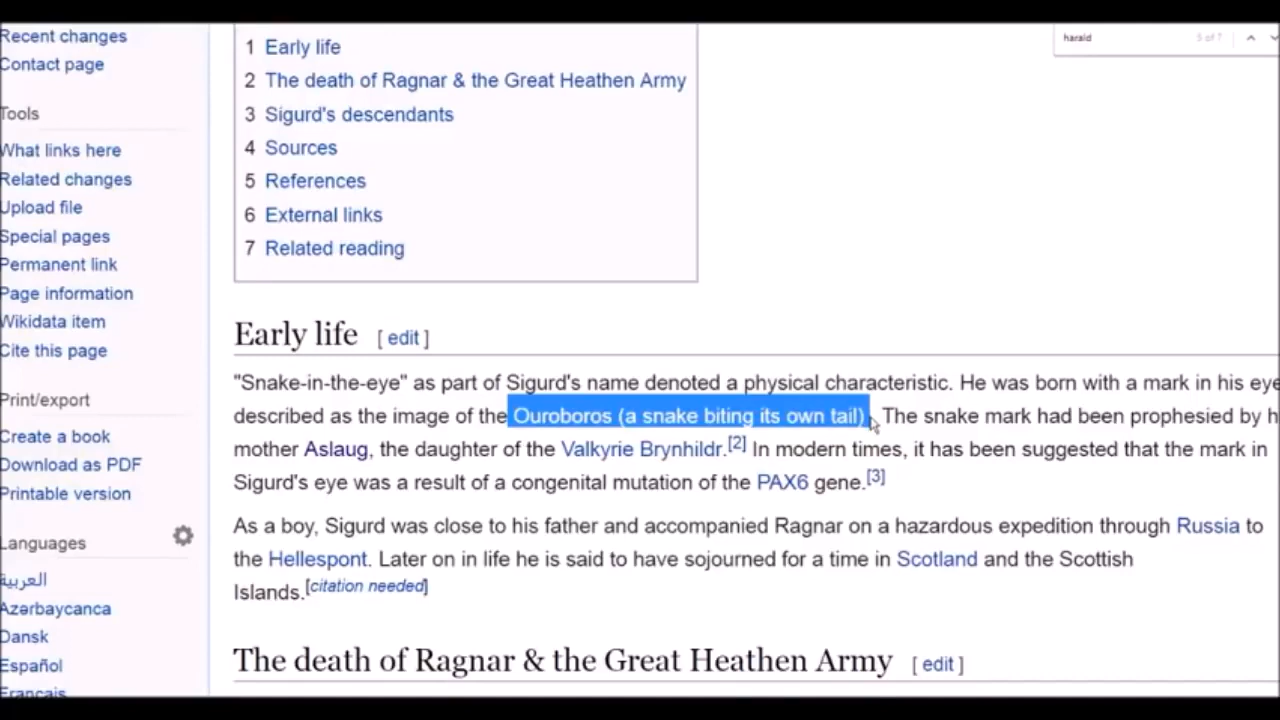 Recent changes
Contact page
Tools
What links here
Related changes
Upload file
Special pages
Permanent link
Page information
Wikidata item
Cite this page
Print/export
Create a book
Download as PDF
Printable version
Languages
العربية
Azərbaycanca
Dansk
Español
Français
harald 5 of 7
1 Early life
2 The death of Ragnar & the Great Heathen Army
3 Sigurd's descendants
4 Sources
5 References
6 External links
7 Related reading
Early life [ edit ]
"Snake-in-the-eye" as part of Sigurd's name denoted a physical characteristic. He was born with a mark in his eye
described as the image of the Ouroboros (a snake biting its own tail). The snake mark had been prophesied by h
mother Aslaug, the daughter of the Valkyrie Brynhildr.[2] In modern times, it has been suggested that the mark in
Sigurd's eye was a result of a congenital mutation of the PAX6 gene.[3]
As a boy, Sigurd was close to his father and accompanied Ragnar on a hazardous expedition through Russia to
the Hellespont. Later on in life he is said to have sojourned for a time in Scotland and the Scottish
Islands.[citation needed]
The death of Ragnar & the Great Heathen Army [ edit ]